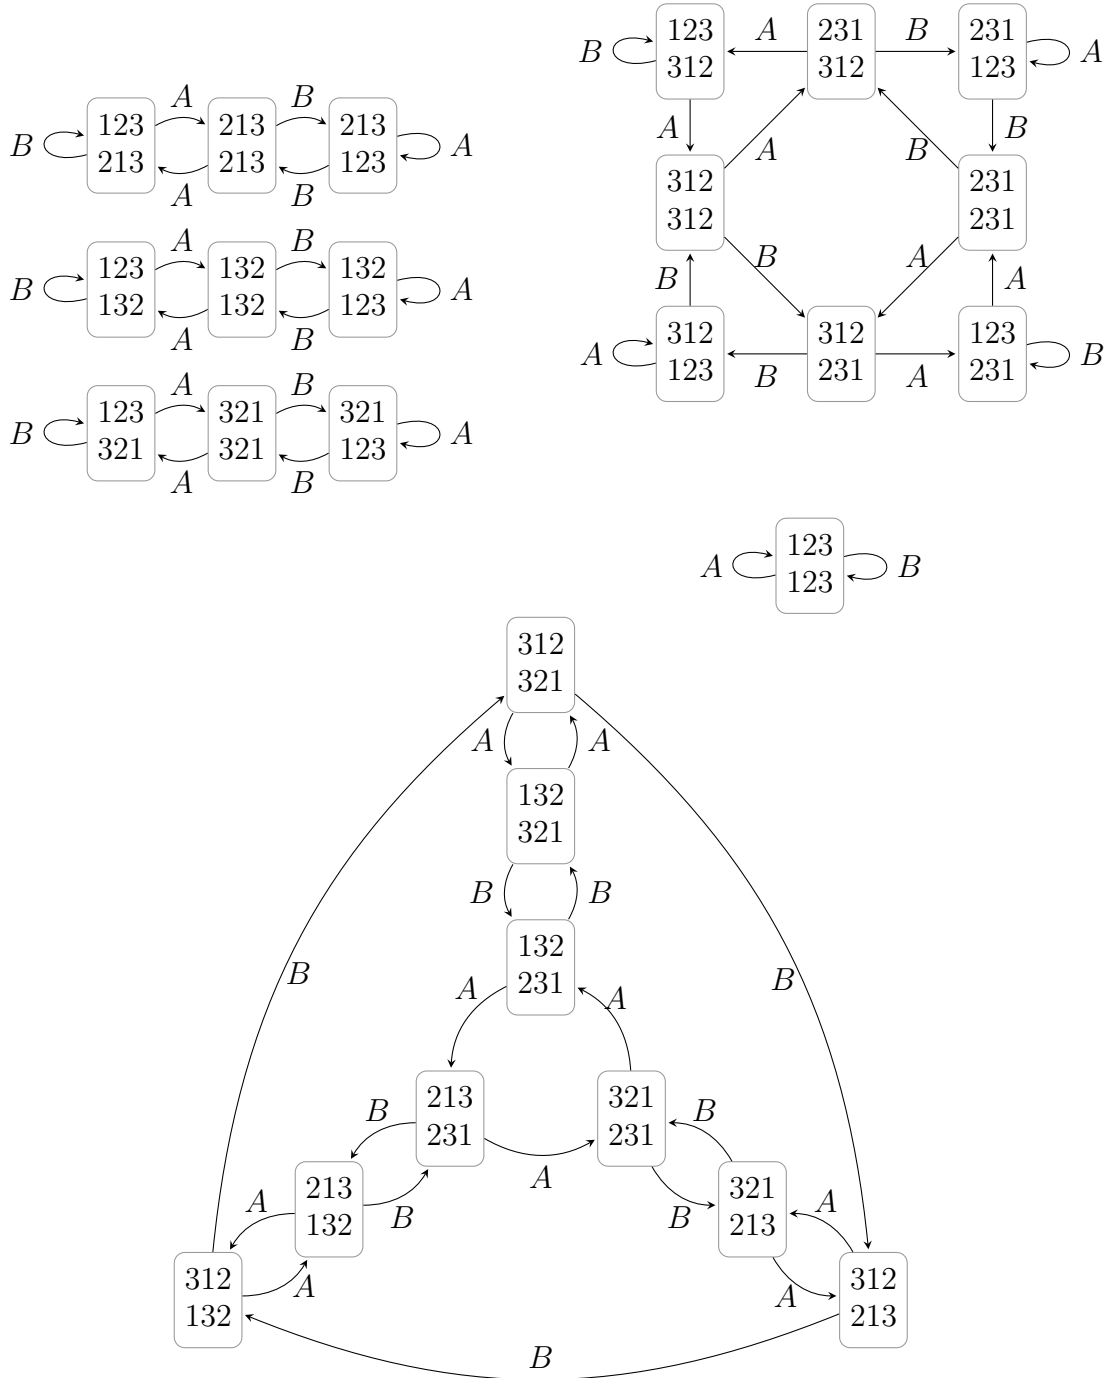 B 123 213 A A 213 213 B B 213 123 A
B 123 132 A A 132 132 B B 132 123 A
B 123 321 A A 321 321 B B 321 123 A
B 123 312 A 231 312 B 231 123 A
A A B B
312 312 231 231
B B A A
A 312 123 B 312 231 A 123 231 B
A 123 123 B
312 321
A A
132 321
B B
132 231
B B
A A
213 231 321 231
B A B
213 132 B B 321 213
A A
312 132 A A 312 213
B